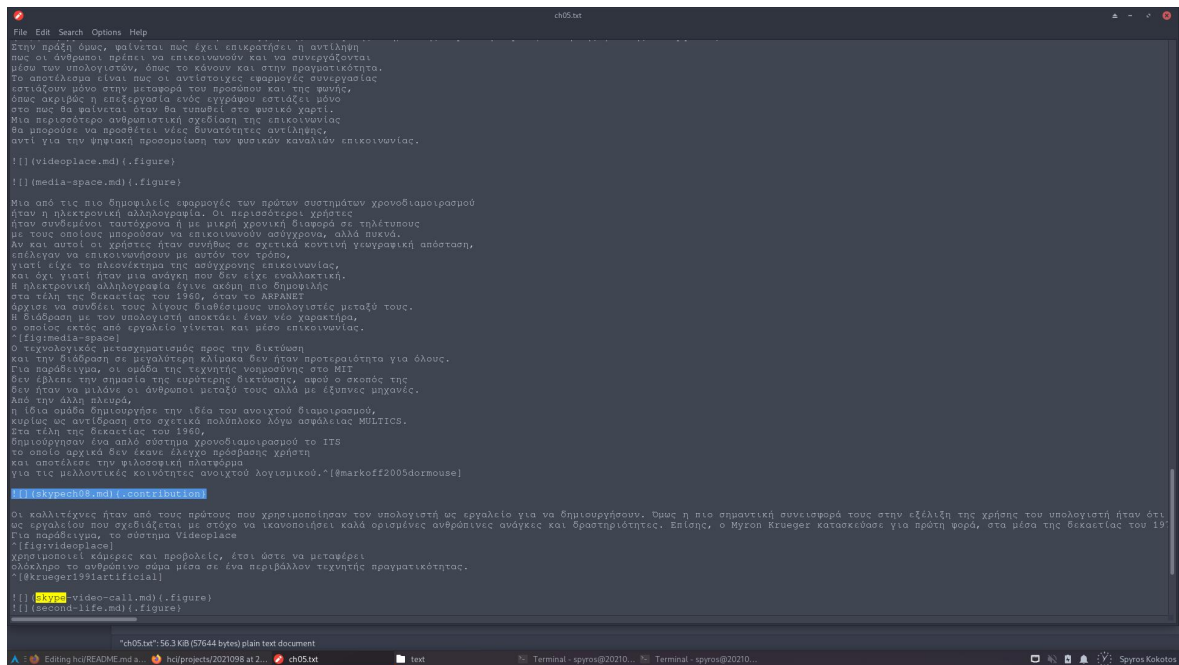 ch05.txt
File Edit Search Options Help
Στην πράξη όμως, φαίνεται πως έχει επικρατήσει η αντίληψη
πως οι άνθρωποι πρέπει να επικοινωνούν και να συνεργάζονται
μέσω των υπολογιστών, όπως το κάνουν και στην πραγματικότητα.
Το αποτέλεσμα είναι πως οι αντίστοιχες εφαρμογές συνεργασίας
εστιάζουν μόνο στην μεταφορά του προσώπου και της φωνής,
όπως ακριβώς η επεξεργασία ενός εγγράφου εστιάζει μόνο
στο πως θα φαίνεται όταν θα τυπωθεί στο φυσικό χαρτί.
Μια περισσότερο ανθρωπιστική σχεδίαση της επικοινωνίας
θα μπορούσε να προσθέτει νέες δυνατότητες αντίληψης,
αντί για την ψηφιακή προσομοίωση των φυσικών καναλιών επικοινωνίας.
![](videoplace.md){.figure}
![](media-space.md){.figure}
Μια από τις πιο δημοφιλείς εφαρμογές των πρώτων συστημάτων χρονοδιαμοιρασμού
ήταν η ηλεκτρονική αλληλογραφία. Οι περισσότεροι χρήστες
ήταν συνδεμένοι ταυτόχρονα ή με μικρή χρονική διαφορά σε τηλέτυπους
με τους οποίους μπορούσαν να επικοινωνούν ασύγχρονα, αλλά πυκνά.
Αν και αυτοί οι χρήστες ήταν συνήθως σε σχετικά κοντινή γεωγραφική απόσταση,
επέλεγαν να επικοινωνήσουν με αυτόν τον τρόπο,
γιατί είχε το πλεονέκτημα της ασύγχρονης επικοινωνίας,
και όχι γιατί ήταν μια ανάγκη που δεν είχε εναλλακτική.
Η ηλεκτρονική αλληλογραφία έγινε ακόμη πιο δημοφιλής
στα τέλη της δεκαετίας του 1960, όταν το ARPANET
άρχισε να συνδέει τους λίγους διαθέσιμους υπολογιστές μεταξύ τους.
Η διάδραση με τον υπολογιστή αποκτάει έναν νέο χαρακτήρα,
ο οποίος εκτός από εργαλείο γίνεται και μέσο επικοινωνίας.
^[fig:media-space]
Ο τεχνολογικός μετασχηματισμός προς την δικτύωση
και την διάδραση σε μεγαλύτερη κλίμακα δεν ήταν προτεραιότητα για όλους.
Για παράδειγμα, οι ομάδα της τεχνητής νοημοσύνης στο MIT
δεν έβλεπε την σημασία της ευρύτερης δικτύωσης, αφού ο σκοπός της
δεν ήταν να μιλάνε οι άνθρωποι μεταξύ τους αλλά με έξυπνες μηχανές.
Από την άλλη πλευρά,
η ίδια ομάδα δημιουργήσε την ιδέα του ανοιχτού διαμοιρασμού,
κυρίως ως αντίδραση στο σχετικά πολύπλοκο λόγω ασφάλειας MULTICS.
Στα τέλη της δεκαετίας του 1960,
δημιούργησαν ένα απλό σύστημα χρονοδιαμοιρασμού το ITS
το οποίο αρχικά δεν έκανε έλεγχο πρόσβασης χρήστη
και αποτέλεσε την φιλοσοφική πλατφόρμα
για τις μελλοντικές κοινότητες ανοιχτού λογισμικού.^[@markoff2005dormouse]
![](skypech08.md){.contribution}
Οι καλλιτέχνες ήταν από τους πρώτους που χρησιμοποίησαν τον υπολογιστή ως εργαλείο για να δημιουργήσουν. Όμως η πιο σημαντική συνεισφορά τους στην εξέλιξη της χρήσης του υπολογιστή ήταν ότι
ως εργαλείου που σχεδιάζεται με στόχο να ικανοποιήσει καλά ορισμένες ανθρώπινες ανάγκες και δραστηριότητες. Επίσης, ο Myron Krueger κατασκεύασε για πρώτη φορά, στα μέσα της δεκαετίας του 197
Για παράδειγμα, το σύστημα Videoplace
^[fig:videoplace]
χρησιμοποιεί κάμερες και προβολείς, έτσι ώστε να μεταφέρει
ολόκληρο το ανθρώπινο σώμα μέσα σε ένα περιβάλλον τεχνητής πραγματικότητας.
^[@krueger1991artificial]
![](skype-video-call.md){.figure}
![](second-life.md){.figure}
"ch05.txt": 56.3 KiB (57644 bytes) plain text document
Editing hci/README.md a... hci/projects/2021098 at 2... ch05.txt text Terminal - spyros@20210... Terminal - spyros@20210... Spyros Kokotos